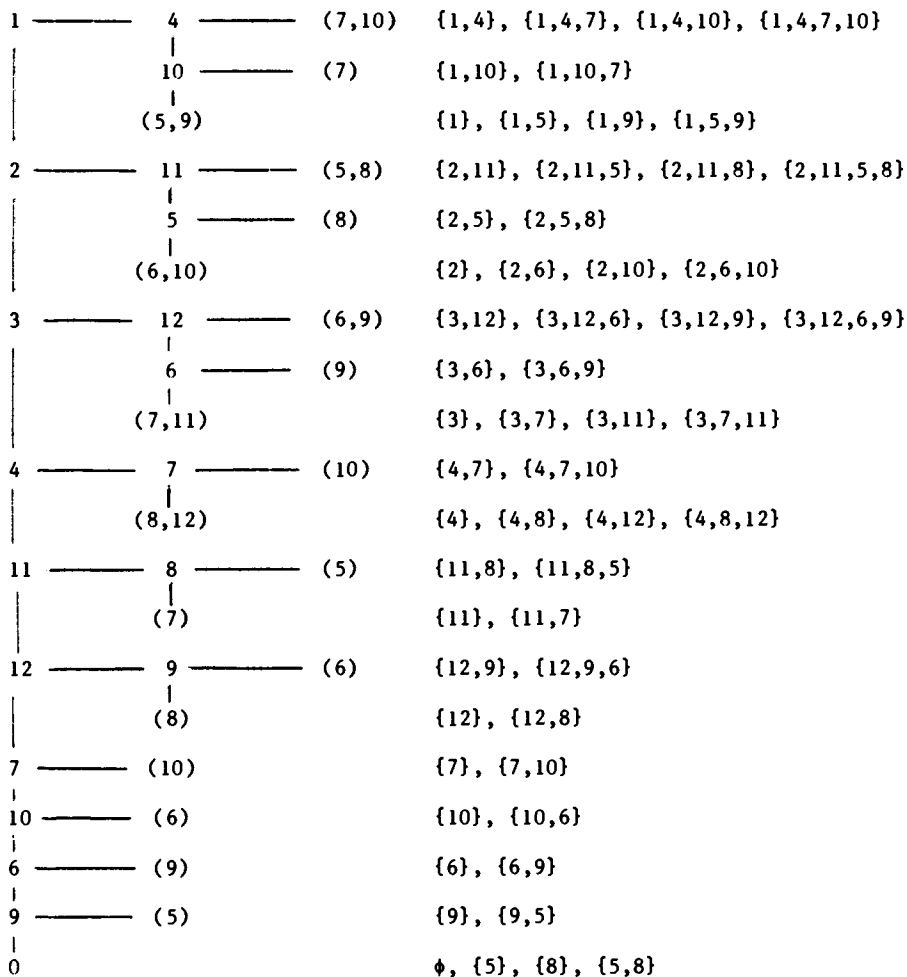 1 4 (7,10) {1,4}, {1,4,7}, {1,4,10}, {1,4,7,10}
10 (7) {1,10}, {1,10,7}
(5,9) {1}, {1,5}, {1,9}, {1,5,9}
2 11 (5,8) {2,11}, {2,11,5}, {2,11,8}, {2,11,5,8}
5 (8) {2,5}, {2,5,8}
(6,10) {2}, {2,6}, {2,10}, {2,6,10}
3 12 (6,9) {3,12}, {3,12,6}, {3,12,9}, {3,12,6,9}
6 (9) {3,6}, {3,6,9}
(7,11) {3}, {3,7}, {3,11}, {3,7,11}
4 7 (10) {4,7}, {4,7,10}
(8,12) {4}, {4,8}, {4,12}, {4,8,12}
11 8 (5) {11,8}, {11,8,5}
(7) {11}, {11,7}
12 9 (6) {12,9}, {12,9,6}
(8) {12}, {12,8}
7 (10) {7}, {7,10}
10 (6) {10}, {10,6}
6 (9) {6}, {6,9}
9 (5) {9}, {9,5}
0 ϕ, {5}, {8}, {5,8}